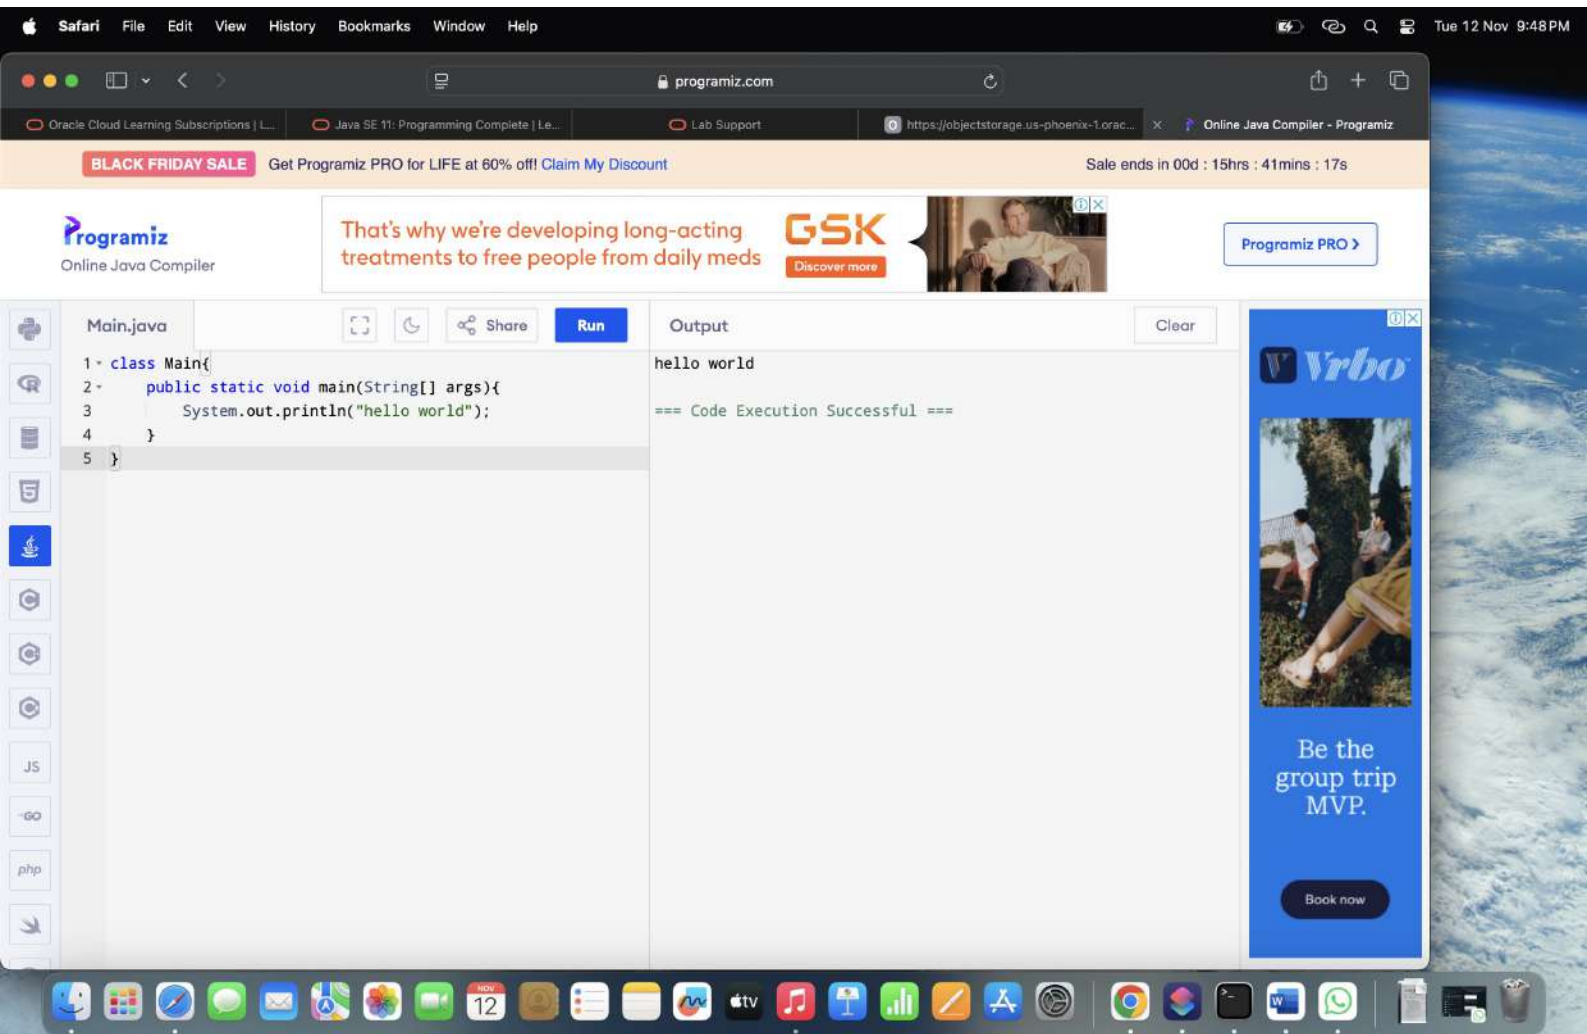 Safari File Edit View History Bookmarks Window Help
Tue 12 Nov 9:48 PM
programiz.com
Oracle Cloud Learning Subscriptions | L...
Java SE 11: Programming Complete | Le...
Lab Support
https://objectstorage.us-phoenix-1.orac...
Online Java Compiler - Programiz
BLACK FRIDAY SALE Get Programiz PRO for LIFE at 60% off! Claim My Discount
Sale ends in 00d : 15hrs : 41mins : 17s
Programiz
Online Java Compiler
That's why we're developing long-acting
treatments to free people from daily meds
GSK
Discover more
Programiz PRO >
Main.java
Share
Run
Output
Clear
1 class Main{
2 public static void main(String[] args){
3 System.out.println("hello world");
4 }
5 }
hello world
=== Code Execution Successful ===
JS
GO
php
V Vrbo
Be the
group trip
MVP.
Book now
NOV
12
tv
W